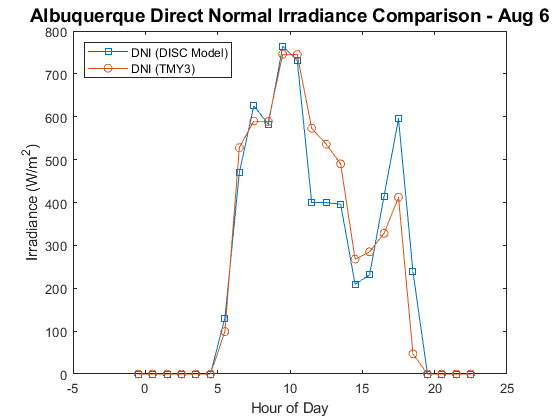 Albuquerque Direct Normal Irradiance Comparison - Aug 6
800
700
600
500
400
300
200
100
0
Irradiance (W/m²)
DNI (DISC Model)
DNI (TMY3)
-5 0 5 10 15 20 25
Hour of Day